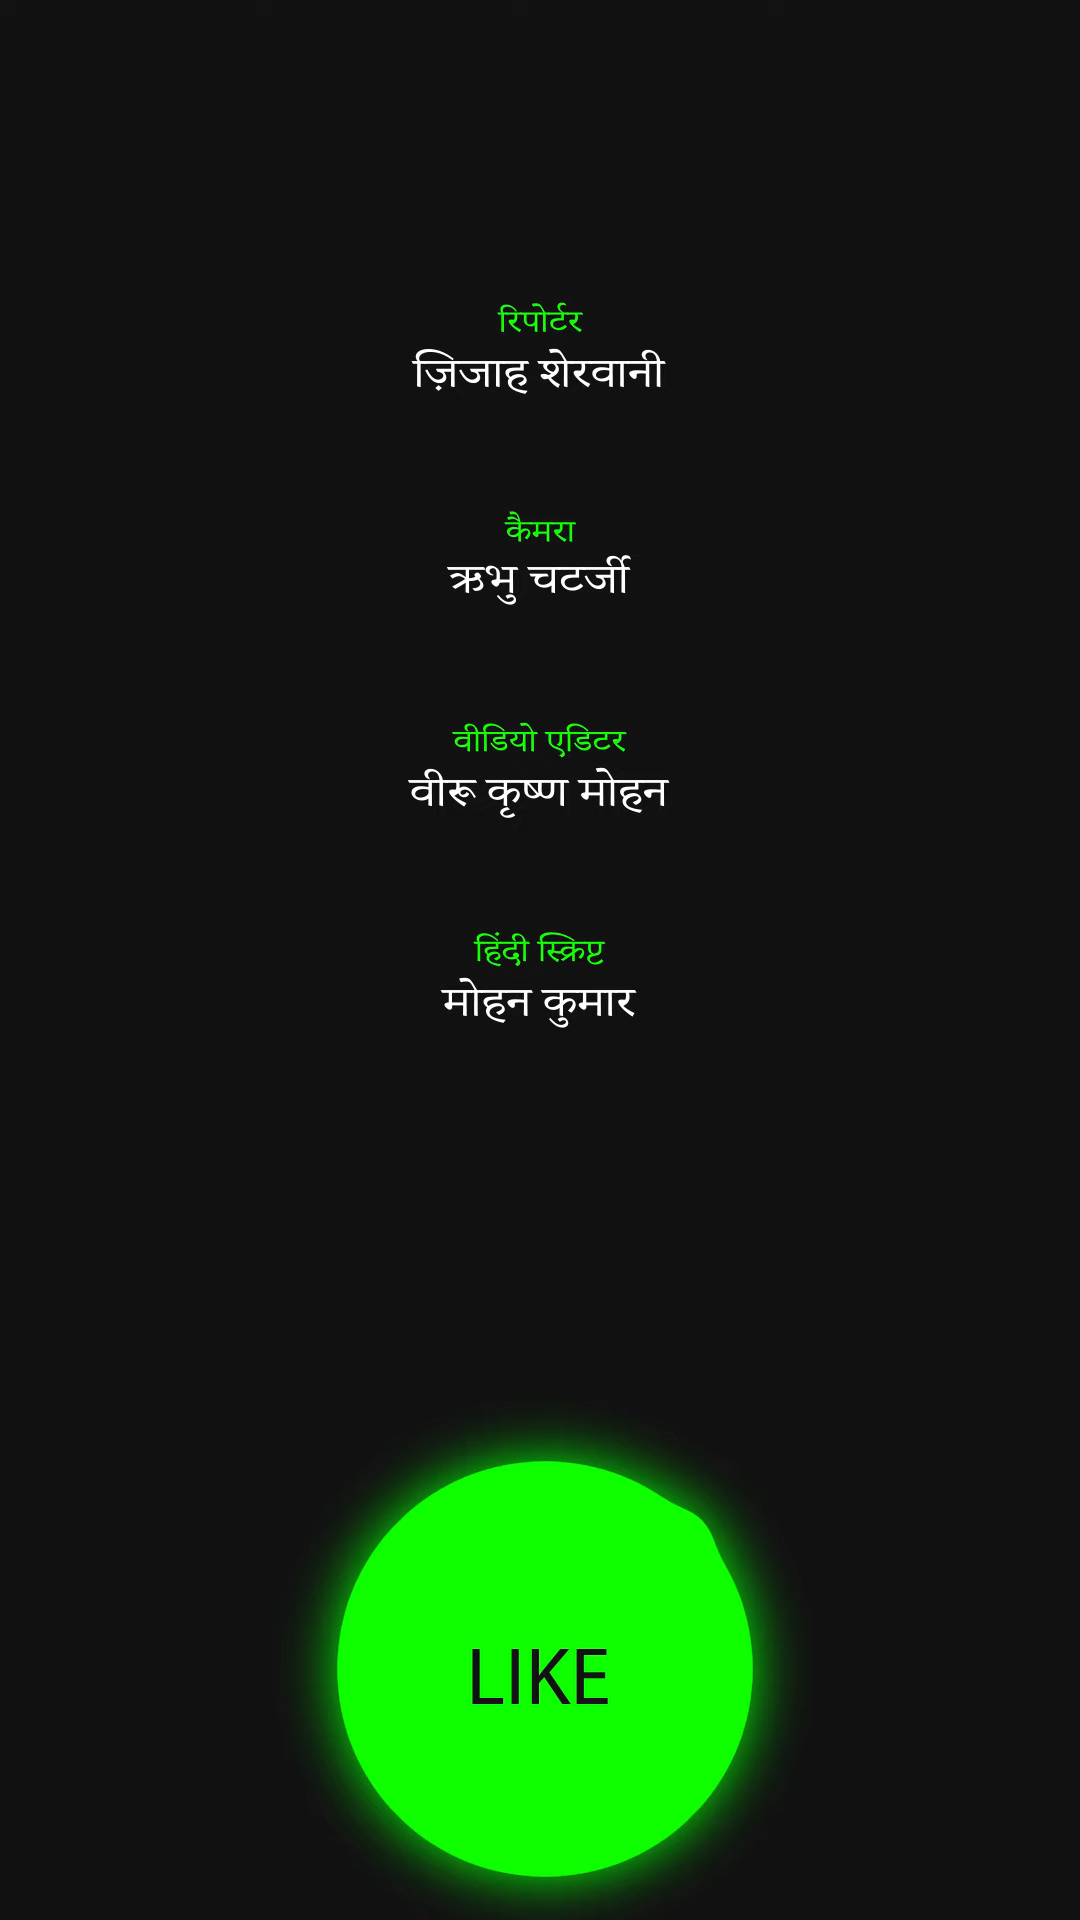 रिपोर्टर
ज़िजाह शेरवानी
कैमरा
ऋभु चटर्जी
वीडियो एडिटर
वीरू कृष्ण मोहन
हिंदी स्क्रिप्ट
मोहन कुमार
LIKE